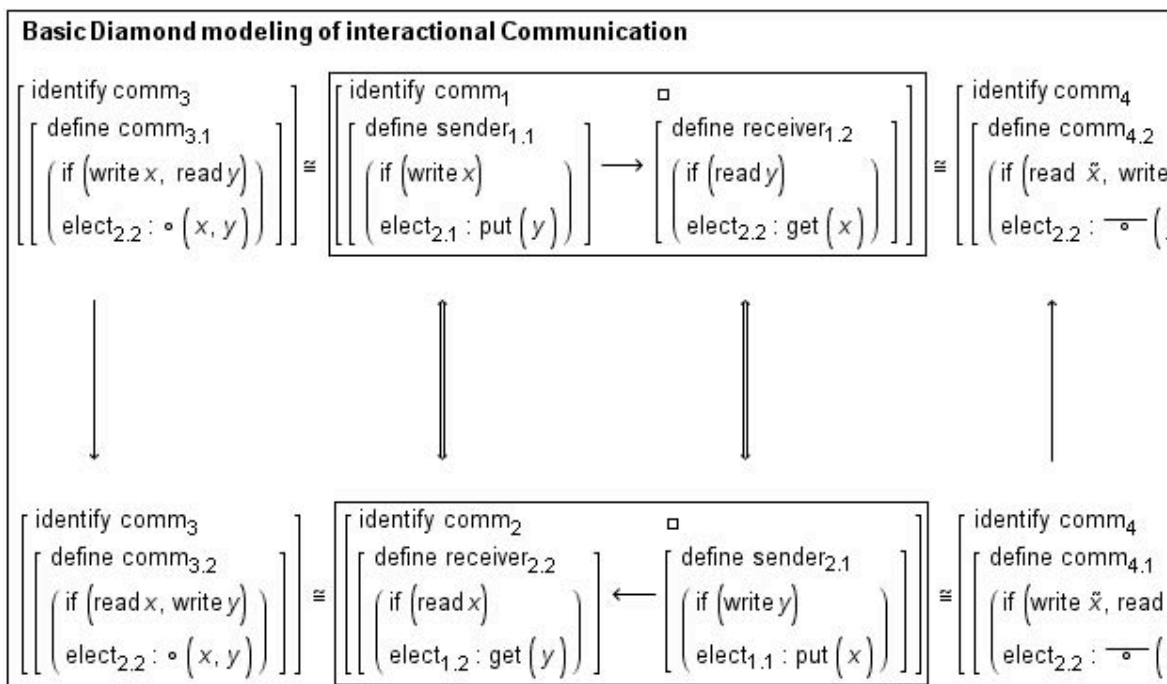 Basic Diamond modeling of interactional Communication
identify comm₃
define comm₃.₁
if (write x, read y)
elect₂.₂ : ∘ (x, y)
≅
identify comm₁ □
define sender₁.₁
if (write x)
elect₂.₁ : put (y)
⟶
define receiver₁.₂
if (read y)
elect₂.₂ : get (x)
≅
identify comm₄
define comm₄.₂
if (read x̃, write
elect₂.₂ : ∘̅ (
identify comm₃
define comm₃.₂
if (read x, write y)
elect₂.₂ : ∘ (x, y)
≅
identify comm₂ □
define receiver₂.₂
if (read x)
elect₁.₂ : get (y)
⟵
define sender₂.₁
if (write y)
elect₁.₁ : put (x)
≅
identify comm₄
define comm₄.₁
if (write x̃, read
elect₂.₂ : ∘̅ (